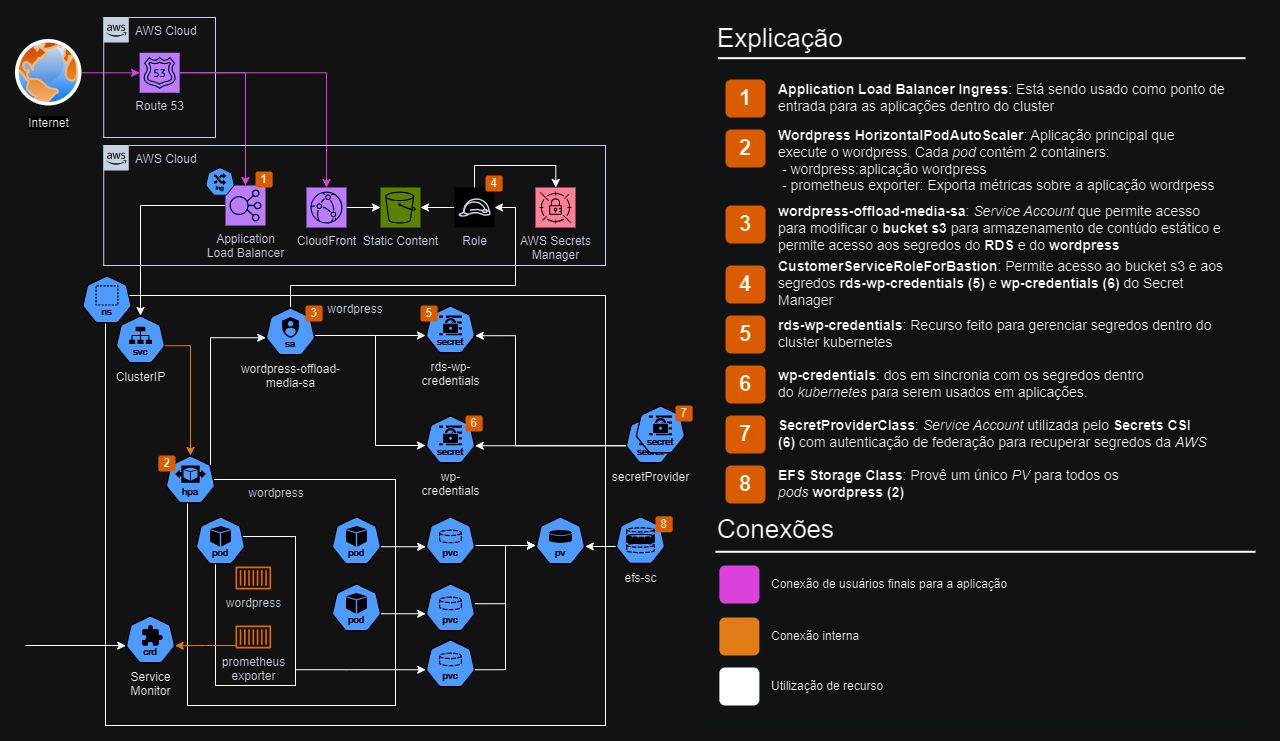 aws
AWS Cloud
53
Route 53
Internet
aws
AWS Cloud
ing
1
Application
Load Balancer
CloudFront
Static Content
4
Role
AWS Secrets
Manager
ns
svc
ClusterIP
wordpress
3
sa
wordpress-offload-
media-sa
5
secret
rds-wp-
credentials
6
secret
wp-
credentials
7
secret
secret
secretProvider
2
hpa
wordpress
pod
wordpress
prometheus
exporter
pod
pod
pvc
pvc
pvc
pv
8
efs-sc
crd
Service
Monitor
Explicação
1
Application Load Balancer Ingress: Está sendo usado como ponto de
entrada para as aplicações dentro do cluster
2
Wordpress HorizontalPodAutoScaler: Aplicação principal que
execute o wordpress. Cada pod contém 2 containers:
- wordpress:aplicação wordpress
- prometheus exporter: Exporta métricas sobre a aplicação wordrpess
3
wordpress-offload-media-sa: Service Account que permite acesso
para modificar o bucket s3 para armazenamento de contúdo estático e
permite acesso aos segredos do RDS e do wordpress
4
CustomerServiceRoleForBastion: Permite acesso ao bucket s3 e aos
segredos rds-wp-credentials (5) e wp-credentials (6) do Secret
Manager
5
rds-wp-credentials: Recurso feito para gerenciar segredos dentro do
cluster kubernetes
6
wp-credentials: dos em sincronia com os segredos dentro
do kubernetes para serem usados em aplicações.
7
SecretProviderClass: Service Account utilizada pelo Secrets CSI
(6) com autenticação de federação para recuperar segredos da AWS
8
EFS Storage Class: Provê um único PV para todos os
pods wordpress (2)
Conexões
Conexão de usuários finais para a aplicação
Conexão interna
Utilização de recurso